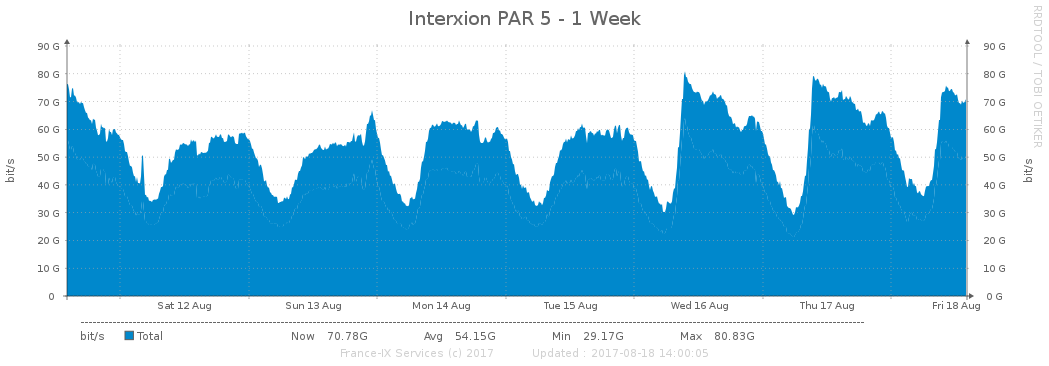 Interxion PAR 5 - 1 Week
RRDTOOL / TOBI OETIKER
90 G 90 G
80 G 80 G
70 G 70 G
60 G 60 G
50 G 50 G
40 G 40 G
30 G 30 G
20 G 20 G
10 G 10 G
0 0 G
bit/s
bit/s
Sat 12 Aug Sun 13 Aug Mon 14 Aug Tue 15 Aug Wed 16 Aug Thu 17 Aug Fri 18 Aug
bit/s Total Now 70.78G Avg 54.15G Min 29.17G Max 80.83G
France-IX Services (c) 2017 Updated : 2017-08-18 14:00:05